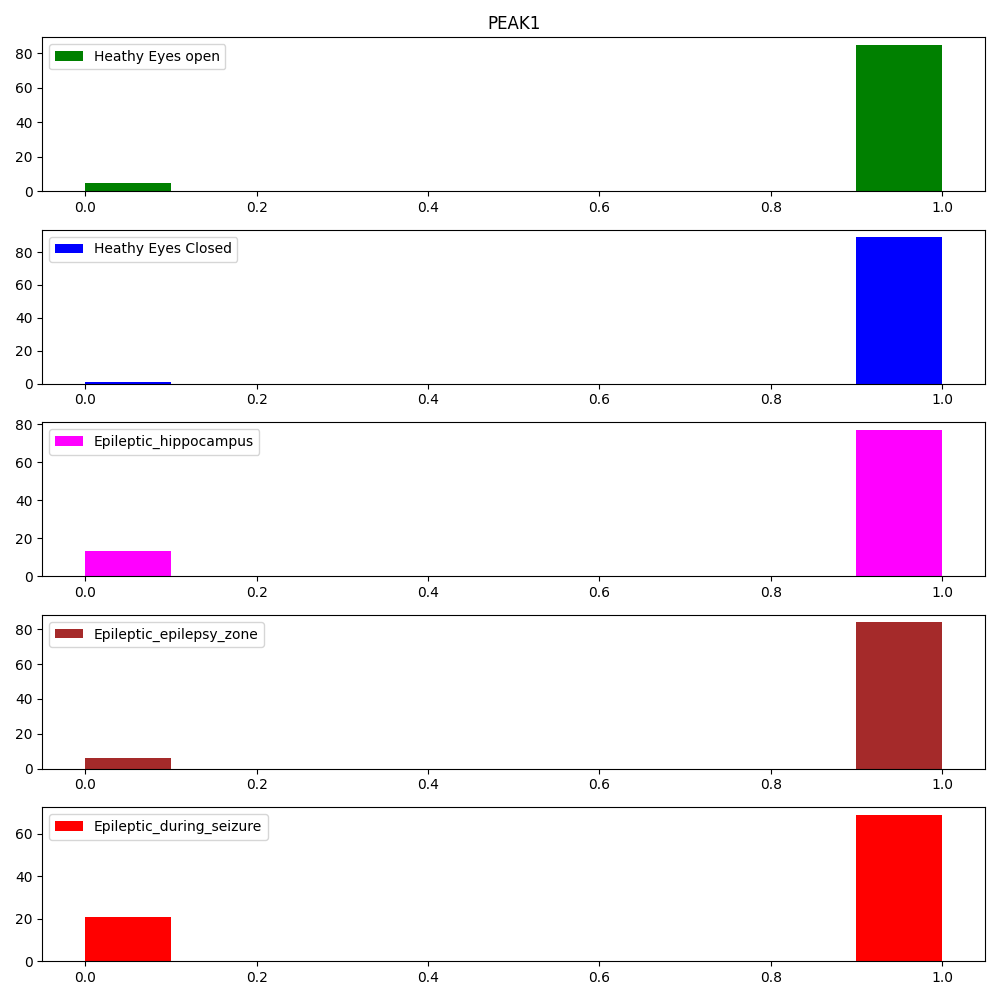 PEAK1
Heathy Eyes open
80
60
40
20
0
0.0 0.2 0.4 0.6 0.8 1.0
Heathy Eyes Closed
80
60
40
20
0
0.0 0.2 0.4 0.6 0.8 1.0
Epileptic_hippocampus
80
60
40
20
0
0.0 0.2 0.4 0.6 0.8 1.0
Epileptic_epilepsy_zone
80
60
40
20
0
0.0 0.2 0.4 0.6 0.8 1.0
Epileptic_during_seizure
60
40
20
0
0.0 0.2 0.4 0.6 0.8 1.0